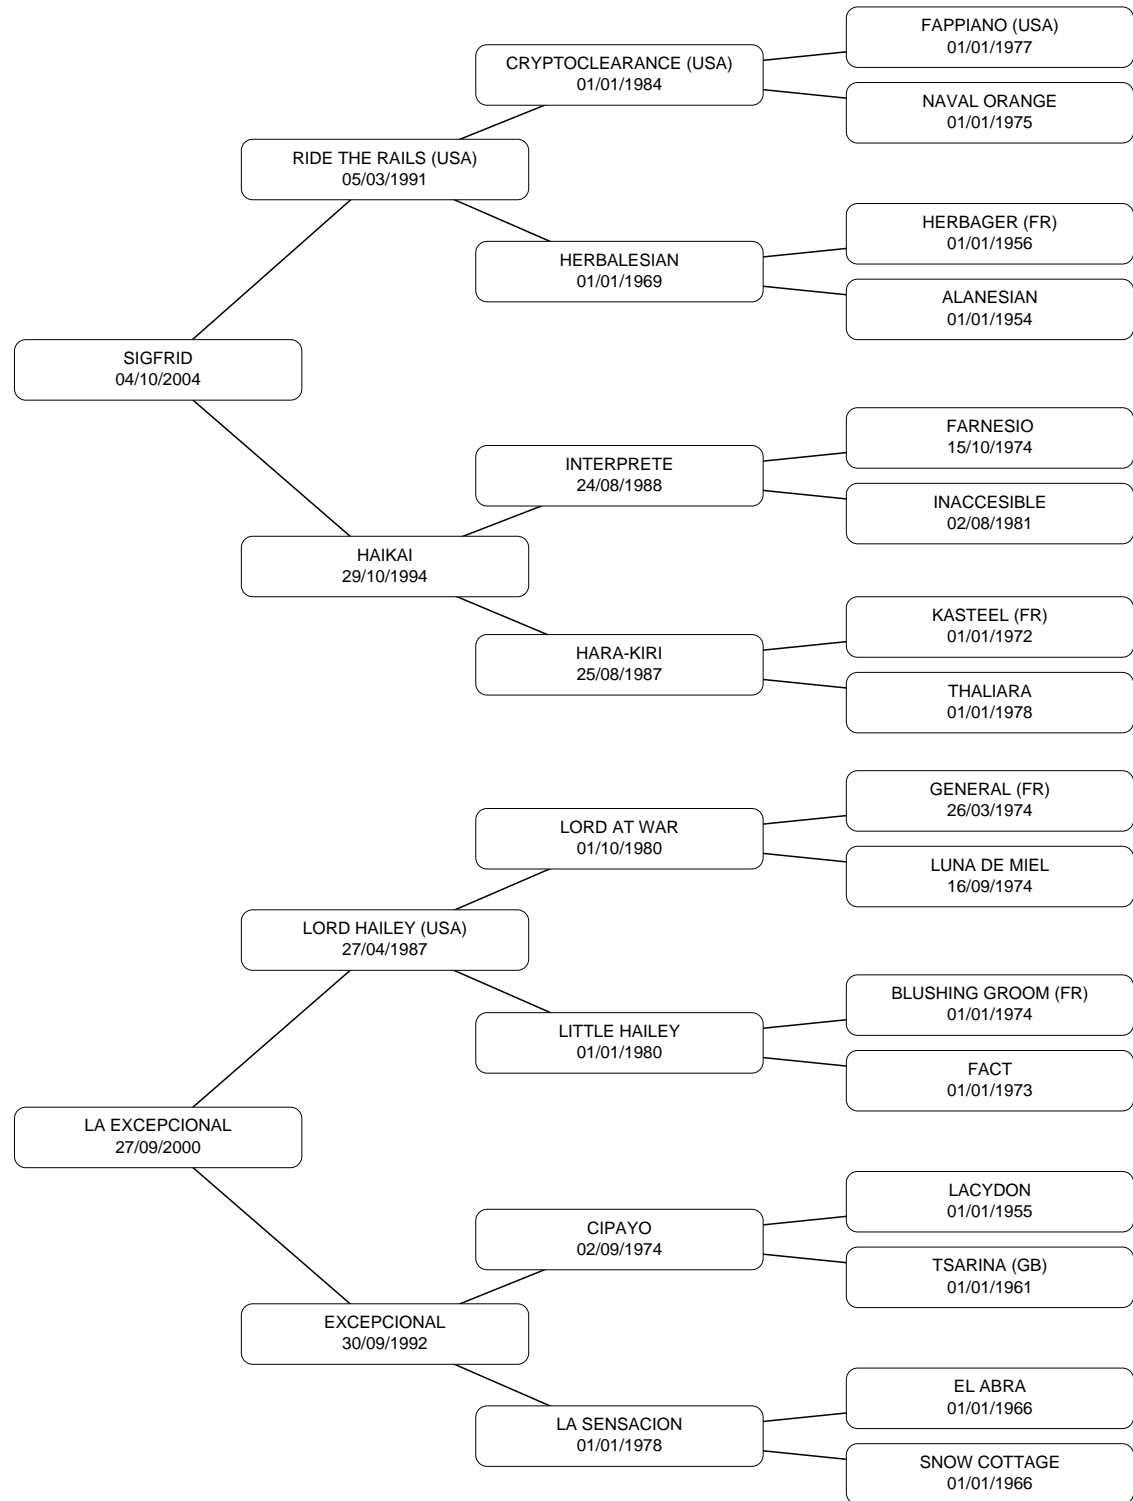 FAPPIANO (USA)
01/01/1977
CRYPTOCLEARANCE (USA)
01/01/1984
NAVAL ORANGE
01/01/1975
RIDE THE RAILS (USA)
05/03/1991
HERBAGER (FR)
01/01/1956
HERBALESIAN
01/01/1969
ALANESIAN
01/01/1954
SIGFRID
04/10/2004
FARNESIO
15/10/1974
INTERPRETE
24/08/1988
INACCESIBLE
02/08/1981
HAIKAI
29/10/1994
KASTEEL (FR)
01/01/1972
HARA-KIRI
25/08/1987
THALIARA
01/01/1978
GENERAL (FR)
26/03/1974
LORD AT WAR
01/10/1980
LUNA DE MIEL
16/09/1974
LORD HAILEY (USA)
27/04/1987
BLUSHING GROOM (FR)
01/01/1974
LITTLE HAILEY
01/01/1980
FACT
01/01/1973
LA EXCEPCIONAL
27/09/2000
LACYDON
01/01/1955
CIPAYO
02/09/1974
TSARINA (GB)
01/01/1961
EXCEPCIONAL
30/09/1992
EL ABRA
01/01/1966
LA SENSACION
01/01/1978
SNOW COTTAGE
01/01/1966